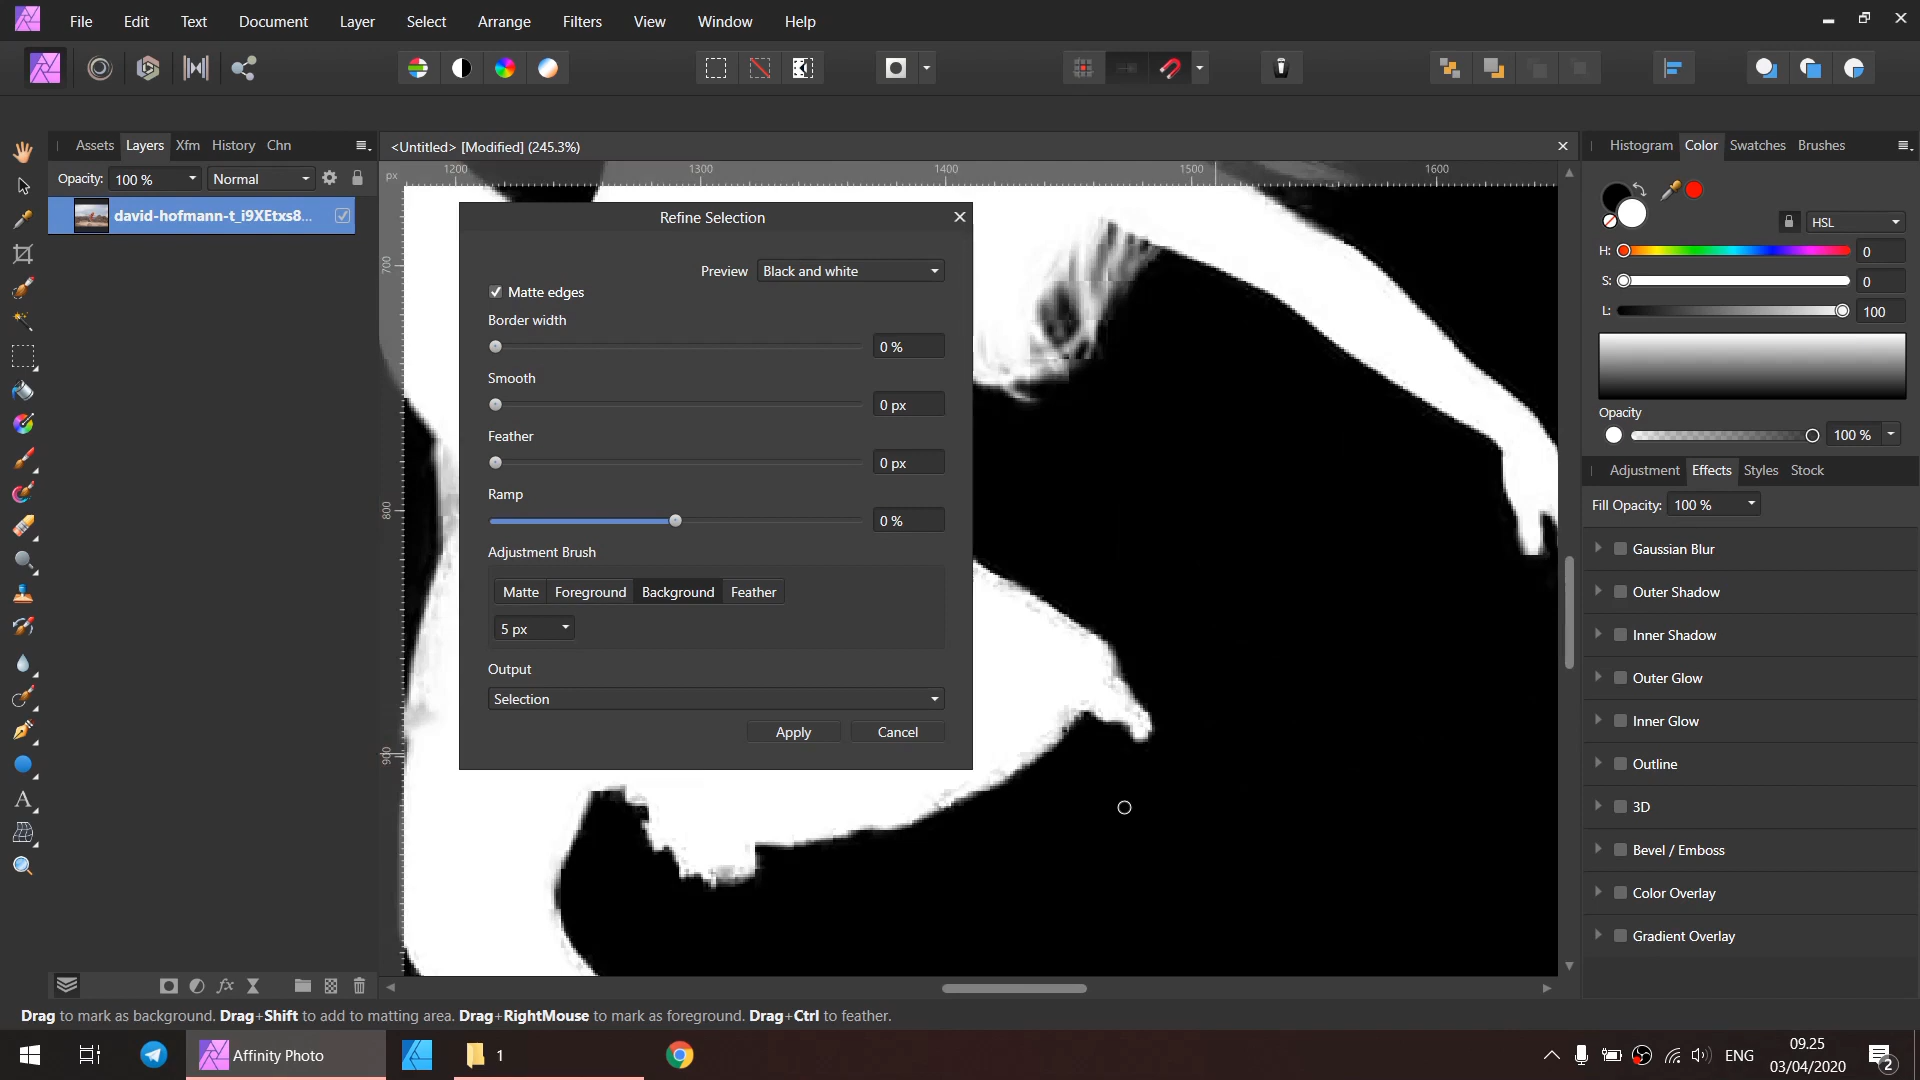 File Edit Text Document Layer Select Arrange Filters View Window Help
Assets Layers Xfm History Chn
<Untitled> [Modified] (245.3%)
Histogram Color Swatches Brushes
Opacity: 100 % Normal
px 1200 1300 1400 1500 1600
david-hofmann-t_i9XEtxs8...
700
800
900
Refine Selection
Preview Black and white
Matte edges
Border width
0 %
Smooth
0 px
Feather
0 px
Ramp
0 %
Adjustment Brush
Matte Foreground Background Feather
5 px
Output
Selection
Apply Cancel
HSL
H: 0
S: 0
L: 100
Opacity
100 %
Adjustment Effects Styles Stock
Fill Opacity: 100 %
Gaussian Blur
Outer Shadow
Inner Shadow
Outer Glow
Inner Glow
Outline
3D
Bevel / Emboss
Color Overlay
Gradient Overlay
fx
Drag to mark as background. Drag+Shift to add to matting area. Drag+RightMouse to mark as foreground. Drag+Ctrl to feather.
Affinity Photo
1
ENG
09.25
03/04/2020
2